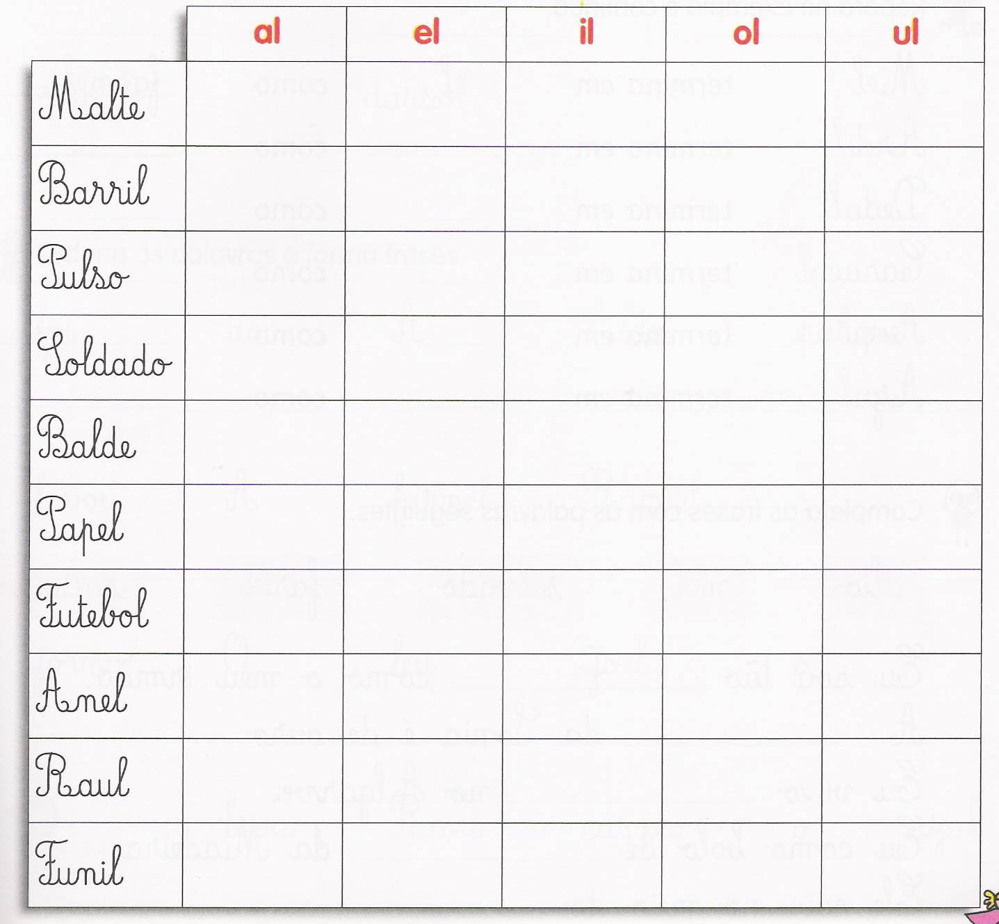 al el il ol ul
Malte
Barril
Pulso
Soldado
Balde
Papel
Futebol
Anel
Raul
Funil